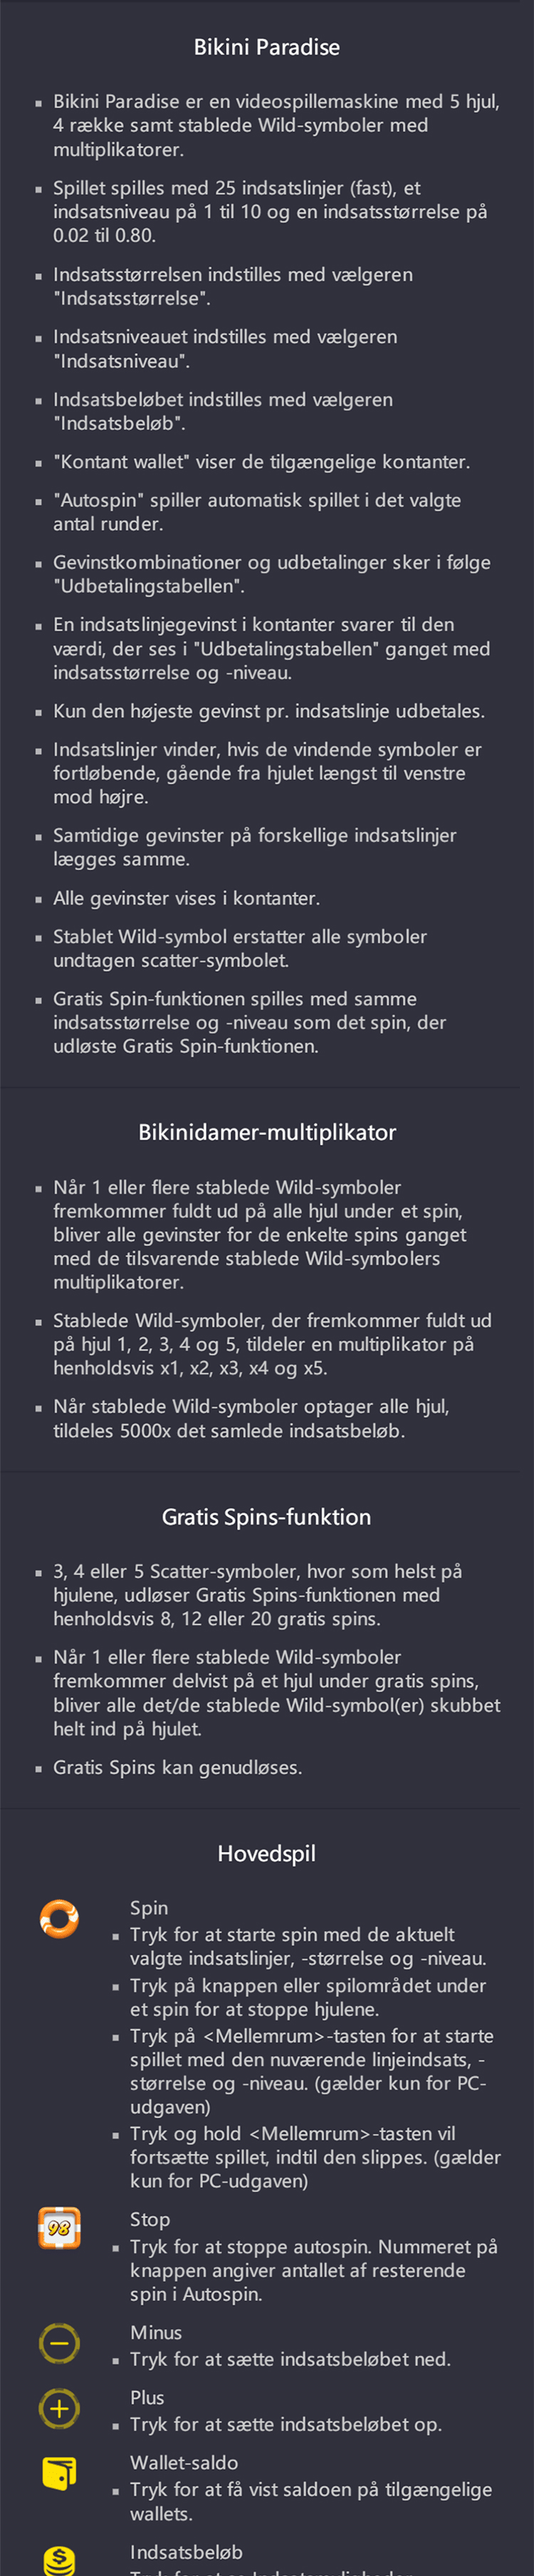 Bikini Paradise
Bikini Paradise er en videospillemaskine med 5 hjul,
4 række samt stablede Wild-symboler med
multiplikatorer.
Spillet spilles med 25 indsatslinjer (fast), et
indsatsniveau på 1 til 10 og en indsatsstørrelse på
0.02 til 0.80.
Indsatsstørrelsen indstilles med vælgeren
"Indsatsstørrelse".
Indsatsniveauet indstilles med vælgeren
"Indsatsniveau".
Indsatsbeløbet indstilles med vælgeren
"Indsatsbeløb".
"Kontant wallet" viser de tilgængelige kontanter.
"Autospin" spiller automatisk spillet i det valgte
antal runder.
Gevinstkombinationer og udbetalinger sker i følge
"Udbetalingstabellen".
En indsatslinjegevinst i kontanter svarer til den
værdi, der ses i "Udbetalingstabellen" ganget med
indsatsstørrelse og -niveau.
Kun den højeste gevinst pr. indsatslinje udbetales.
Indsatslinjer vinder, hvis de vindende symboler er
fortløbende, gående fra hjulet længst til venstre
mod højre.
Samtidige gevinster på forskellige indsatslinjer
lægges samme.
Alle gevinster vises i kontanter.
Stablet Wild-symbol erstatter alle symboler
undtagen scatter-symbolet.
Gratis Spin-funktionen spilles med samme
indsatsstørrelse og -niveau som det spin, der
udløste Gratis Spin-funktionen.
Bikinidamer-multiplikator
Når 1 eller flere stablede Wild-symboler
fremkommer fuldt ud på alle hjul under et spin,
bliver alle gevinster for de enkelte spins ganget
med de tilsvarende stablede Wild-symbolers
multiplikatorer.
Stablede Wild-symboler, der fremkommer fuldt ud
på hjul 1, 2, 3, 4 og 5, tildeler en multiplikator på
henholdsvis x1, x2, x3, x4 og x5.
Når stablede Wild-symboler optager alle hjul,
tildeles 5000x det samlede indsatsbeløb.
Gratis Spins-funktion
3, 4 eller 5 Scatter-symboler, hvor som helst på
hjulene, udløser Gratis Spins-funktionen med
henholdsvis 8, 12 eller 20 gratis spins.
Når 1 eller flere stablede Wild-symboler
fremkommer delvist på et hjul under gratis spins,
bliver alle det/de stablede Wild-symbol(er) skubbet
helt ind på hjulet.
Gratis Spins kan genudløses.
Hovedspil
Spin
Tryk for at starte spin med de aktuelt
valgte indsatslinjer, -størrelse og -niveau.
Tryk på knappen eller spilområdet under
et spin for at stoppe hjulene.
Tryk på <Mellemrum>-tasten for at starte
spillet med den nuværende linjeindsats, -
størrelse og -niveau. (gælder kun for PC-
udgaven)
Tryk og hold <Mellemrum>-tasten vil
fortsætte spillet, indtil den slippes. (gælder
kun for PC-udgaven)
98
Stop
Tryk for at stoppe autospin. Nummeret på
knappen angiver antallet af resterende
spin i Autospin.
Minus
Tryk for at sætte indsatsbeløbet ned.
Plus
Tryk for at sætte indsatsbeløbet op.
Wallet-saldo
Tryk for at få vist saldoen på tilgængelige
wallets.
Indsatsbeløb